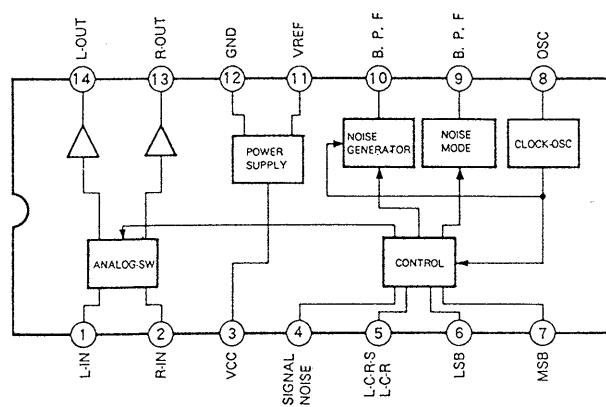 L-OUT
R-OUT
GND
VREF
B. P. F
B. P. F
OSC
14
13
12
11
10
9
8
POWER
SUPPLY
NOISE
GENERATOR
NOISE
MODE
CLOCK-OSC
ANALOG-SW
CONTROL
1
2
3
4
5
6
7
L-IN
R-IN
VCC
SIGNAL
NOISE
L-C-R-S
L-C-R
LSB
MSB